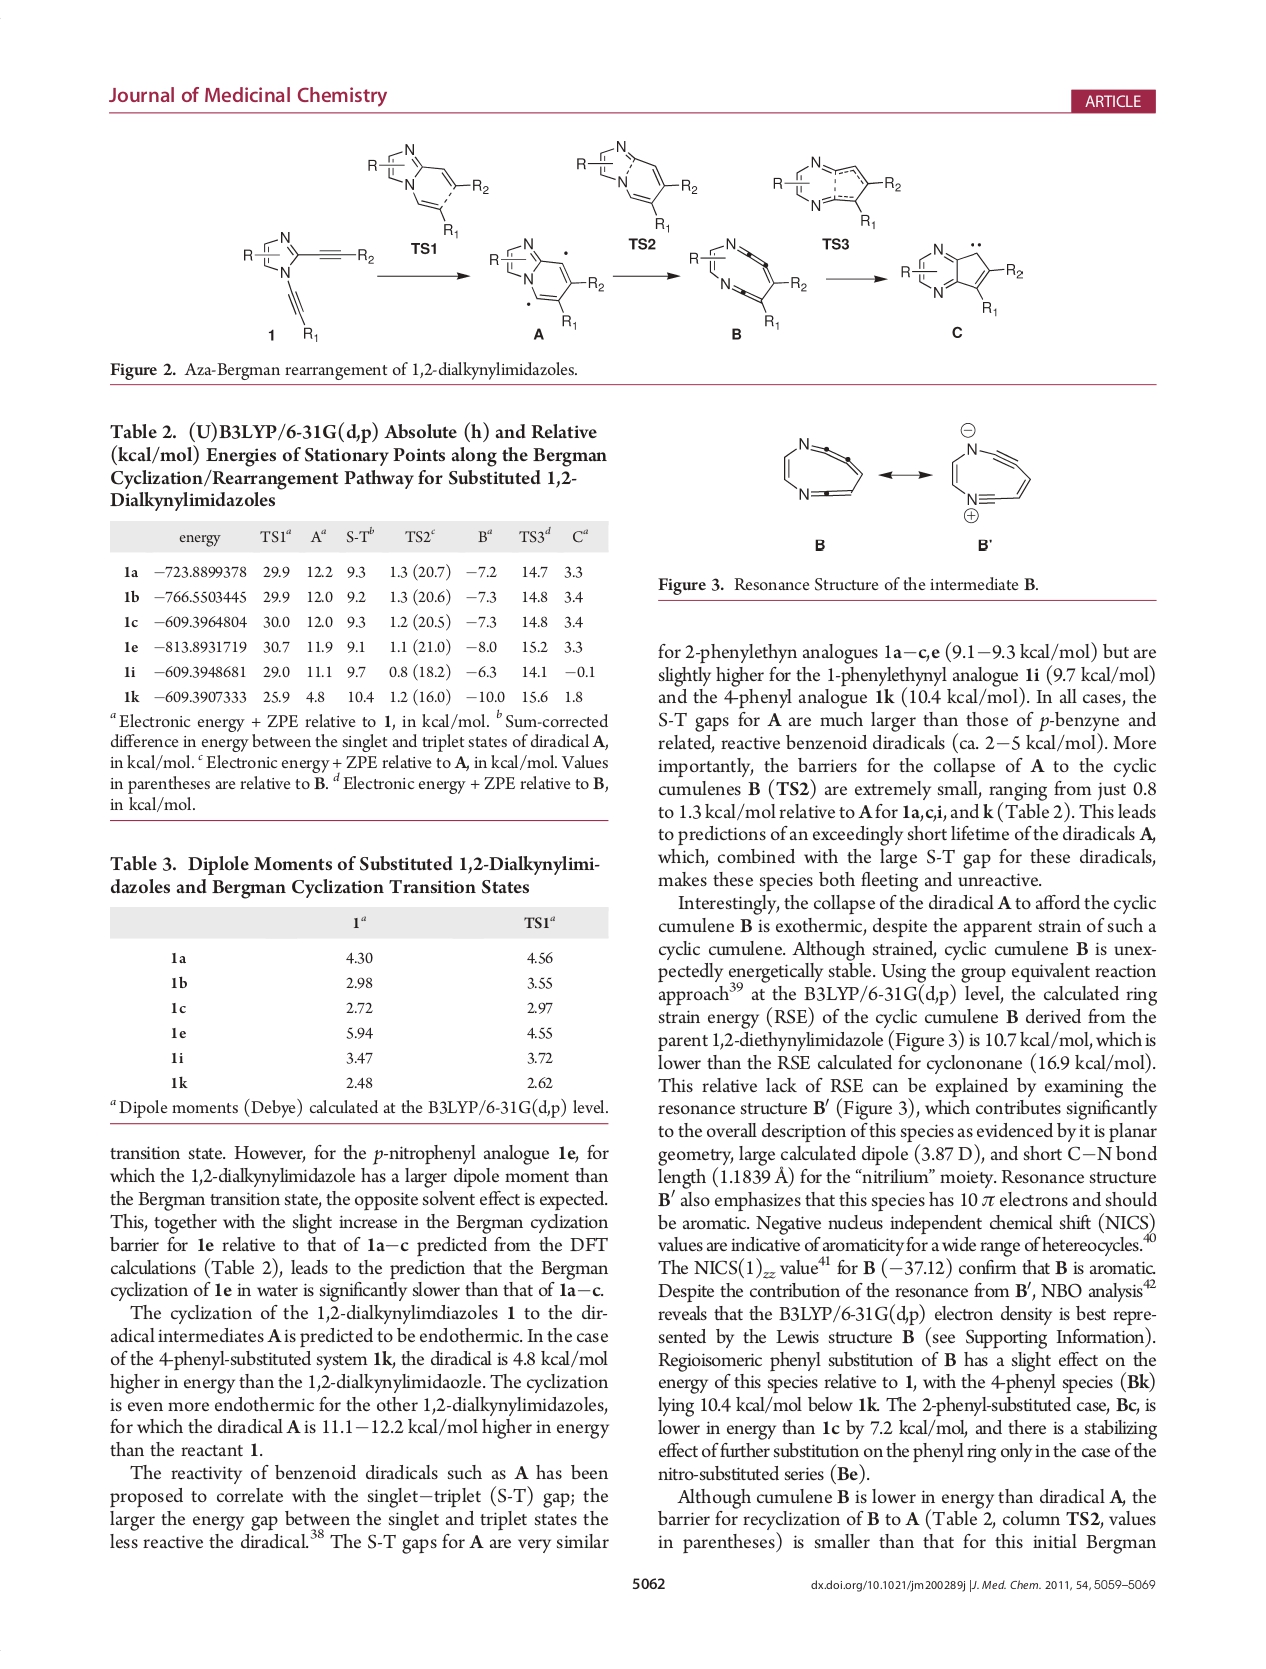 Journal of Medicinal Chemistry
ARTICLE
R
N
N
R2
R1
TS1
R
N
N
R2
R1
TS2
R
N
N
R2
R1
TS3
R
N
N
R2
R1
1
R
N
N
R2
R1
A
R
N
N
R2
R1
B
R
N
N
R2
R1
C
Figure 2. Aza-Bergman rearrangement of 1,2-dialkynylimidazoles.
Table 2. (U)B3LYP/6-31G(d,p) Absolute (h) and Relative
(kcal/mol) Energies of Stationary Points along the Bergman
Cyclization/Rearrangement Pathway for Substituted 1,2-
Dialkynylimidazoles
energy TS1a Aa S-Tb TS2c Ba TS3d Ca
1a −723.8899378 29.9 12.2 9.3 1.3 (20.7) −7.2 14.7 3.3
1b −766.5503445 29.9 12.0 9.2 1.3 (20.6) −7.3 14.8 3.4
1c −609.3964804 30.0 12.0 9.3 1.2 (20.5) −7.3 14.8 3.4
1e −813.8931719 30.7 11.9 9.1 1.1 (21.0) −8.0 15.2 3.3
1i −609.3948681 29.0 11.1 9.7 0.8 (18.2) −6.3 14.1 −0.1
1k −609.3907333 25.9 4.8 10.4 1.2 (16.0) −10.0 15.6 1.8
a Electronic energy + ZPE relative to 1, in kcal/mol. b Sum-corrected
difference in energy between the singlet and triplet states of diradical A,
in kcal/mol. c Electronic energy + ZPE relative to A, in kcal/mol. Values
in parentheses are relative to B. d Electronic energy + ZPE relative to B,
in kcal/mol.
Table 3. Diplole Moments of Substituted 1,2-Dialkynylimi-
dazoles and Bergman Cyclization Transition States
1a TS1a
1a 4.30 4.56
1b 2.98 3.55
1c 2.72 2.97
1e 5.94 4.55
1i 3.47 3.72
1k 2.48 2.62
a Dipole moments (Debye) calculated at the B3LYP/6-31G(d,p) level.
transition state. However, for the p-nitrophenyl analogue 1e, for
which the 1,2-dialkynylimidazole has a larger dipole moment than
the Bergman transition state, the opposite solvent effect is expected.
This, together with the slight increase in the Bergman cyclization
barrier for 1e relative to that of 1a−c predicted from the DFT
calculations (Table 2), leads to the prediction that the Bergman
cyclization of 1e in water is significantly slower than that of 1a−c.
The cyclization of the 1,2-dialkynylimdiazoles 1 to the dir-
adical intermediates A is predicted to be endothermic. In the case
of the 4-phenyl-substituted system 1k, the diradical is 4.8 kcal/mol
higher in energy than the 1,2-dialkynylimidaozle. The cyclization
is even more endothermic for the other 1,2-dialkynylimidazoles,
for which the diradical A is 11.1−12.2 kcal/mol higher in energy
than the reactant 1.
The reactivity of benzenoid diradicals such as A has been
proposed to correlate with the singlet−triplet (S-T) gap; the
larger the energy gap between the singlet and triplet states the
less reactive the diradical.38 The S-T gaps for A are very similar
N
N
B
⊖
N
N
⊕
B'
Figure 3. Resonance Structure of the intermediate B.
for 2-phenylethyn analogues 1a−c,e (9.1−9.3 kcal/mol) but are
slightly higher for the 1-phenylethynyl analogue 1i (9.7 kcal/mol)
and the 4-phenyl analogue 1k (10.4 kcal/mol). In all cases, the
S-T gaps for A are much larger than those of p-benzyne and
related, reactive benzenoid diradicals (ca. 2−5 kcal/mol). More
importantly, the barriers for the collapse of A to the cyclic
cumulenes B (TS2) are extremely small, ranging from just 0.8
to 1.3 kcal/mol relative to A for 1a,c,i, and k (Table 2). This leads
to predictions of an exceedingly short lifetime of the diradicals A,
which, combined with the large S-T gap for these diradicals,
makes these species both fleeting and unreactive.
Interestingly, the collapse of the diradical A to afford the cyclic
cumulene B is exothermic, despite the apparent strain of such a
cyclic cumulene. Although strained, cyclic cumulene B is unex-
pectedly energetically stable. Using the group equivalent reaction
approach39 at the B3LYP/6-31G(d,p) level, the calculated ring
strain energy (RSE) of the cyclic cumulene B derived from the
parent 1,2-diethynylimidazole (Figure 3) is 10.7 kcal/mol, which is
lower than the RSE calculated for cyclononane (16.9 kcal/mol).
This relative lack of RSE can be explained by examining the
resonance structure B′ (Figure 3), which contributes significantly
to the overall description of this species as evidenced by it is planar
geometry, large calculated dipole (3.87 D), and short C−N bond
length (1.1839 Å) for the “nitrilium” moiety. Resonance structure
B′ also emphasizes that this species has 10 π electrons and should
be aromatic. Negative nucleus independent chemical shift (NICS)
values are indicative of aromaticity for a wide range of hetereocycles.40
The NICS(1)zz value41 for B (−37.12) confirm that B is aromatic.
Despite the contribution of the resonance from B′, NBO analysis42
reveals that the B3LYP/6-31G(d,p) electron density is best repre-
sented by the Lewis structure B (see Supporting Information).
Regioisomeric phenyl substitution of B has a slight effect on the
energy of this species relative to 1, with the 4-phenyl species (Bk)
lying 10.4 kcal/mol below 1k. The 2-phenyl-substituted case, Bc, is
lower in energy than 1c by 7.2 kcal/mol, and there is a stabilizing
effect of further substitution on the phenyl ring only in the case of the
nitro-substituted series (Be).
Although cumulene B is lower in energy than diradical A, the
barrier for recyclization of B to A (Table 2, column TS2, values
in parentheses) is smaller than that for this initial Bergman
5062
dx.doi.org/10.1021/jm200289j |J. Med. Chem. 2011, 54, 5059–5069